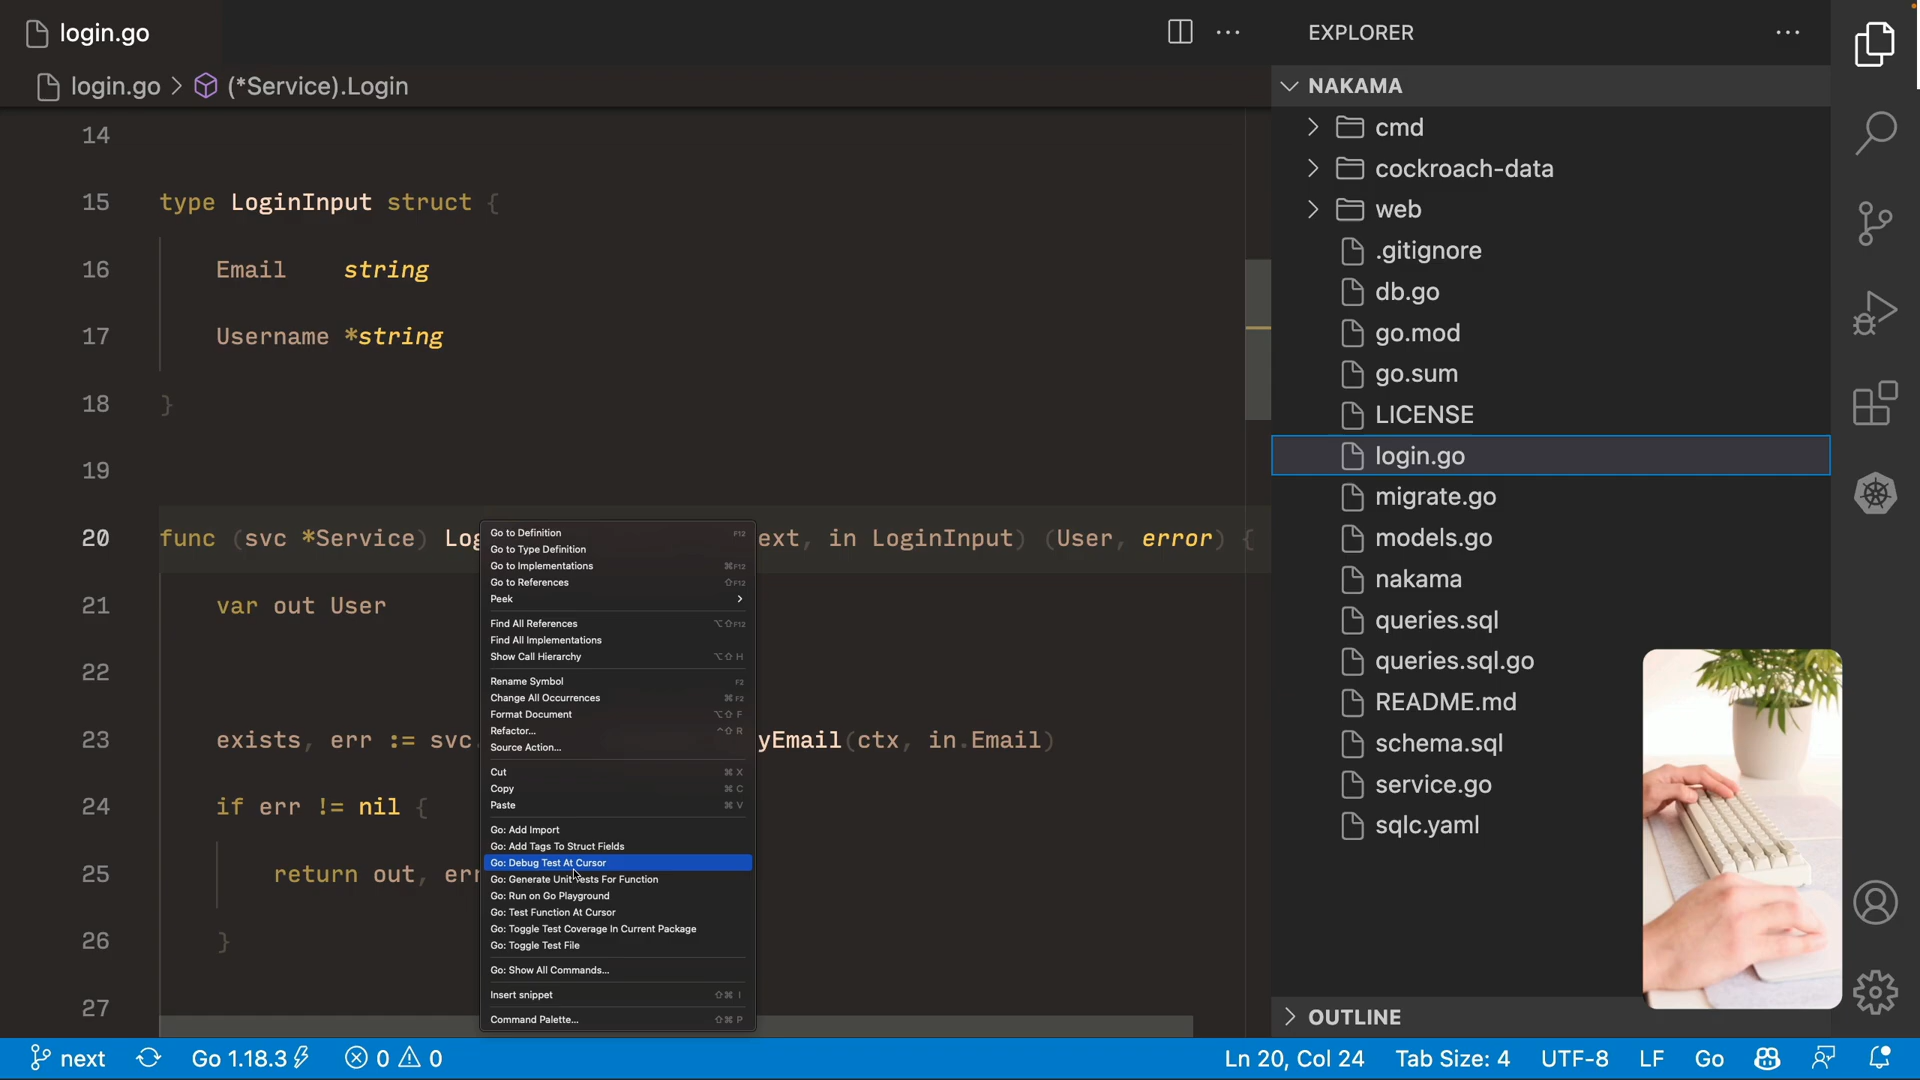 login.go
login.go > (*Service).Login
14
15 type LoginInput struct {
16 Email string
17 Username *string
18 }
19
20 func (svc *Service) Log ext, in LoginInput) (User, error) {
21 var out User
22
23 exists, err := svc. yEmail(ctx, in.Email)
24 if err != nil {
25 return out, err
26 }
27
Go to Definition F12
Go to Type Definition
Go to Implementations ⌘F12
Go to References ⇧F12
Peek >
Find All References ⌥⇧F12
Find All Implementations
Show Call Hierarchy ⌥⇧ H
Rename Symbol F2
Change All Occurrences ⌘ F2
Format Document ⌥⇧ F
Refactor... ^⇧ R
Source Action...
Cut ⌘ X
Copy ⌘ C
Paste ⌘ V
Go: Add Import
Go: Add Tags To Struct Fields
Go: Debug Test At Cursor
Go: Generate Unit Tests For Function
Go: Run on Go Playground
Go: Test Function At Cursor
Go: Toggle Test Coverage In Current Package
Go: Toggle Test File
Go: Show All Commands...
Insert snippet ⇧⌘ I
Command Palette... ⇧⌘ P
EXPLORER
NAKAMA
cmd
cockroach-data
web
.gitignore
db.go
go.mod
go.sum
LICENSE
login.go
migrate.go
models.go
nakama
queries.sql
queries.sql.go
README.md
schema.sql
service.go
sqlc.yaml
OUTLINE
next Go 1.18.3 0 0 Ln 20, Col 24 Tab Size: 4 UTF-8 LF Go